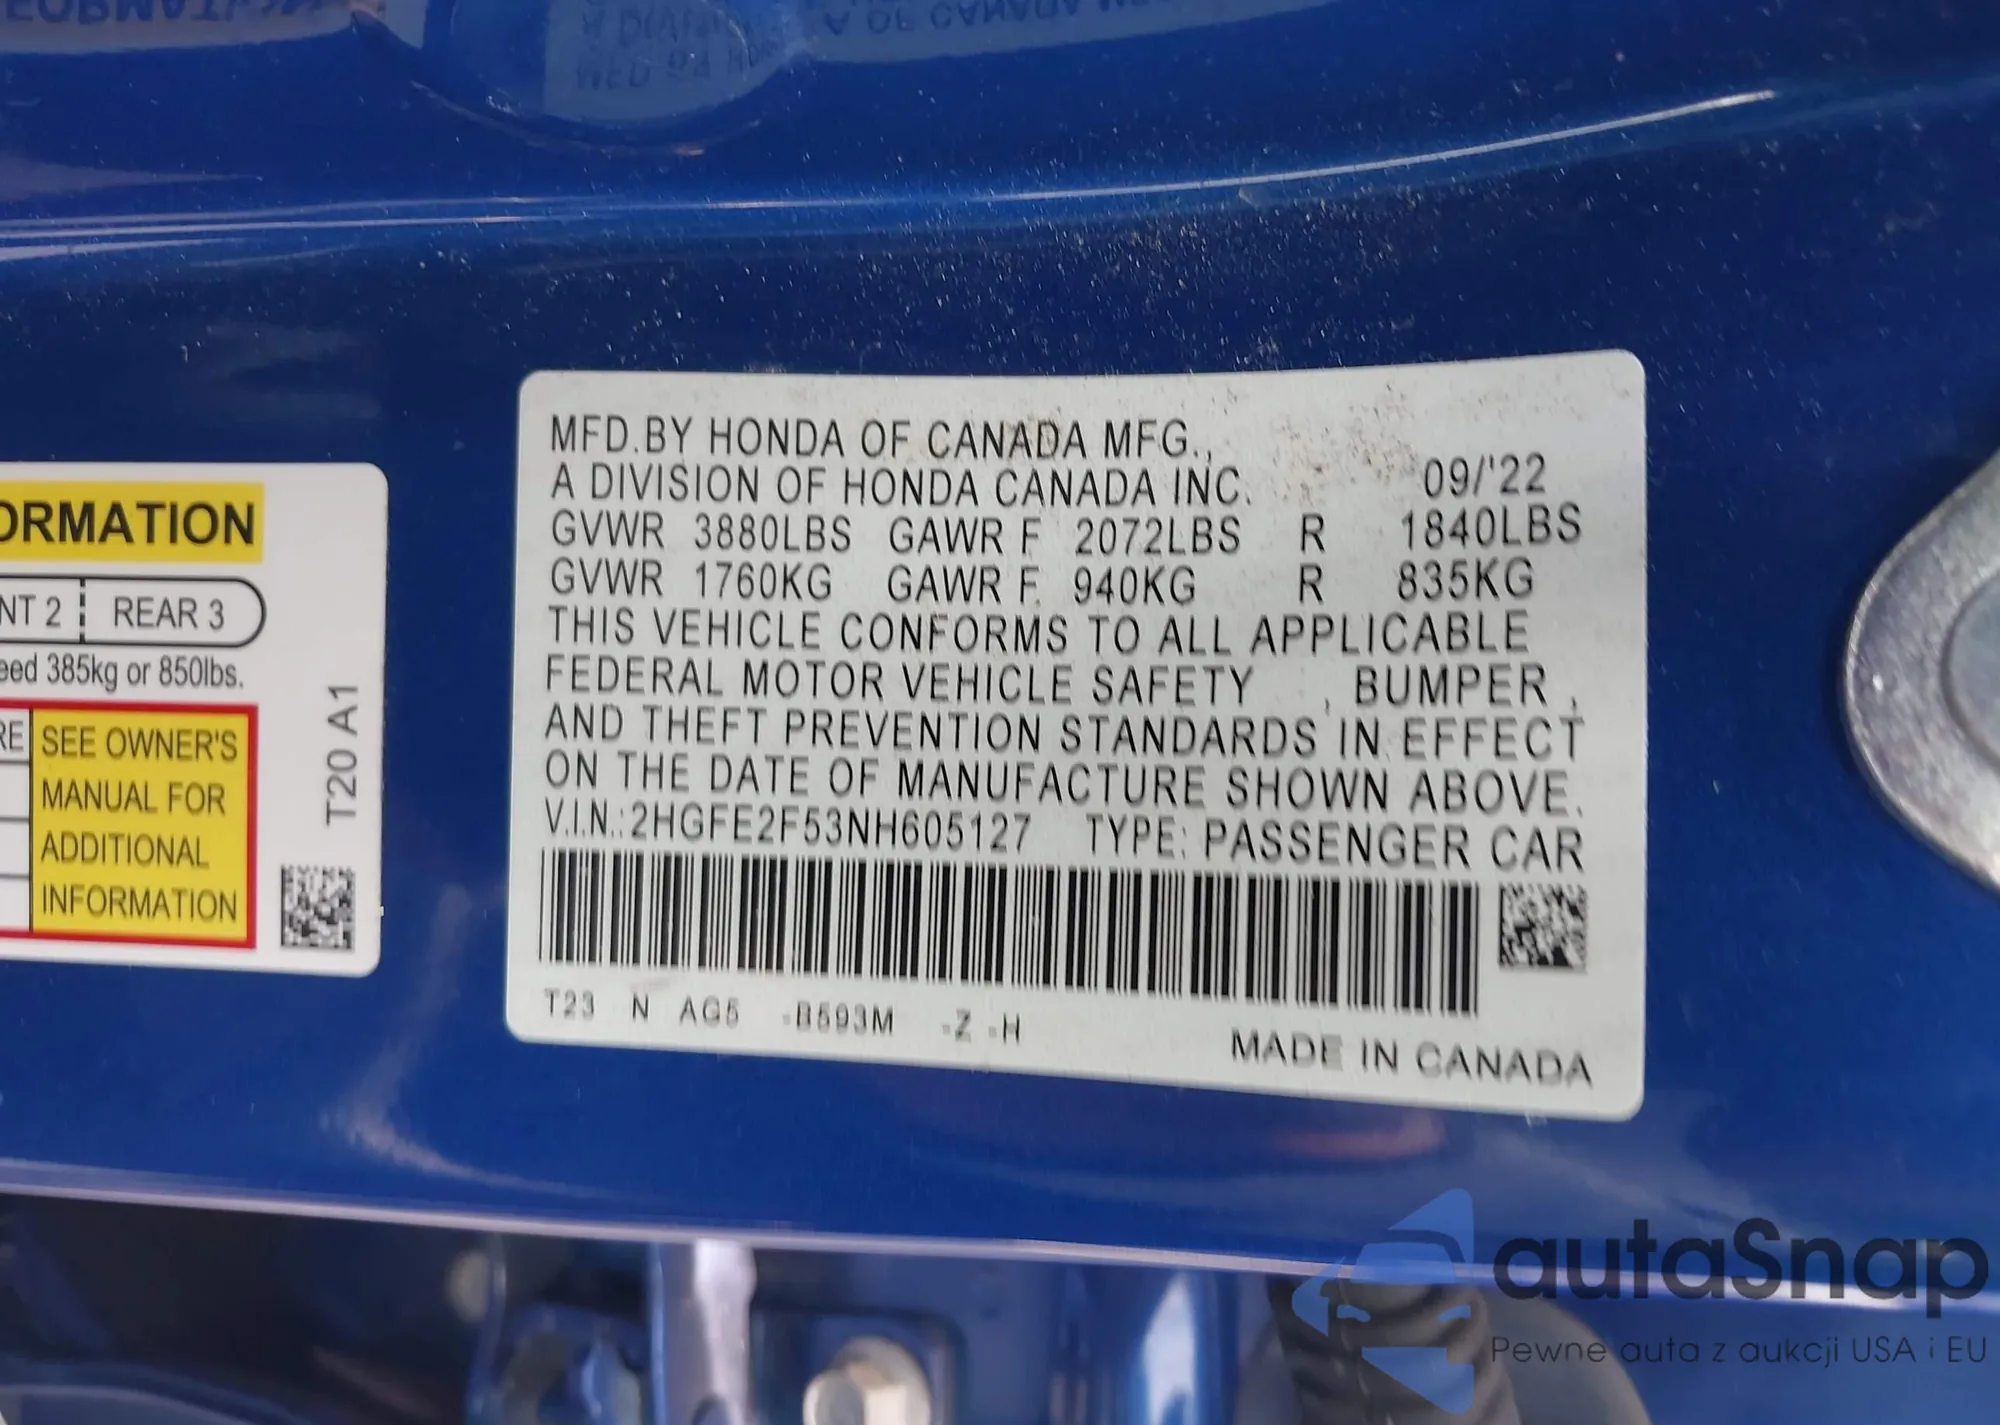 ORMATION
NT 2 REAR 3
eed 385kg or 850lbs.
RE
SEE OWNER'S
MANUAL FOR
ADDITIONAL
INFORMATION
T20 A1
MFD.BY HONDA OF CANADA MFG.,
A DIVISION OF HONDA CANADA INC. 09/'22
GVWR 3880LBS GAWR F 2072LBS R 1840LBS
GVWR 1760KG GAWR F 940KG R 835KG
THIS VEHICLE CONFORMS TO ALL APPLICABLE
FEDERAL MOTOR VEHICLE SAFETY , BUMPER ,
AND THEFT PREVENTION STANDARDS IN EFFECT
ON THE DATE OF MANUFACTURE SHOWN ABOVE.
V.I.N.:2HGFE2F53NH605127 TYPE: PASSENGER CAR
T23 N AG5 -B593M -Z -H
MADE IN CANADA
autaSnap
Pewne auta z aukcji USA i EU